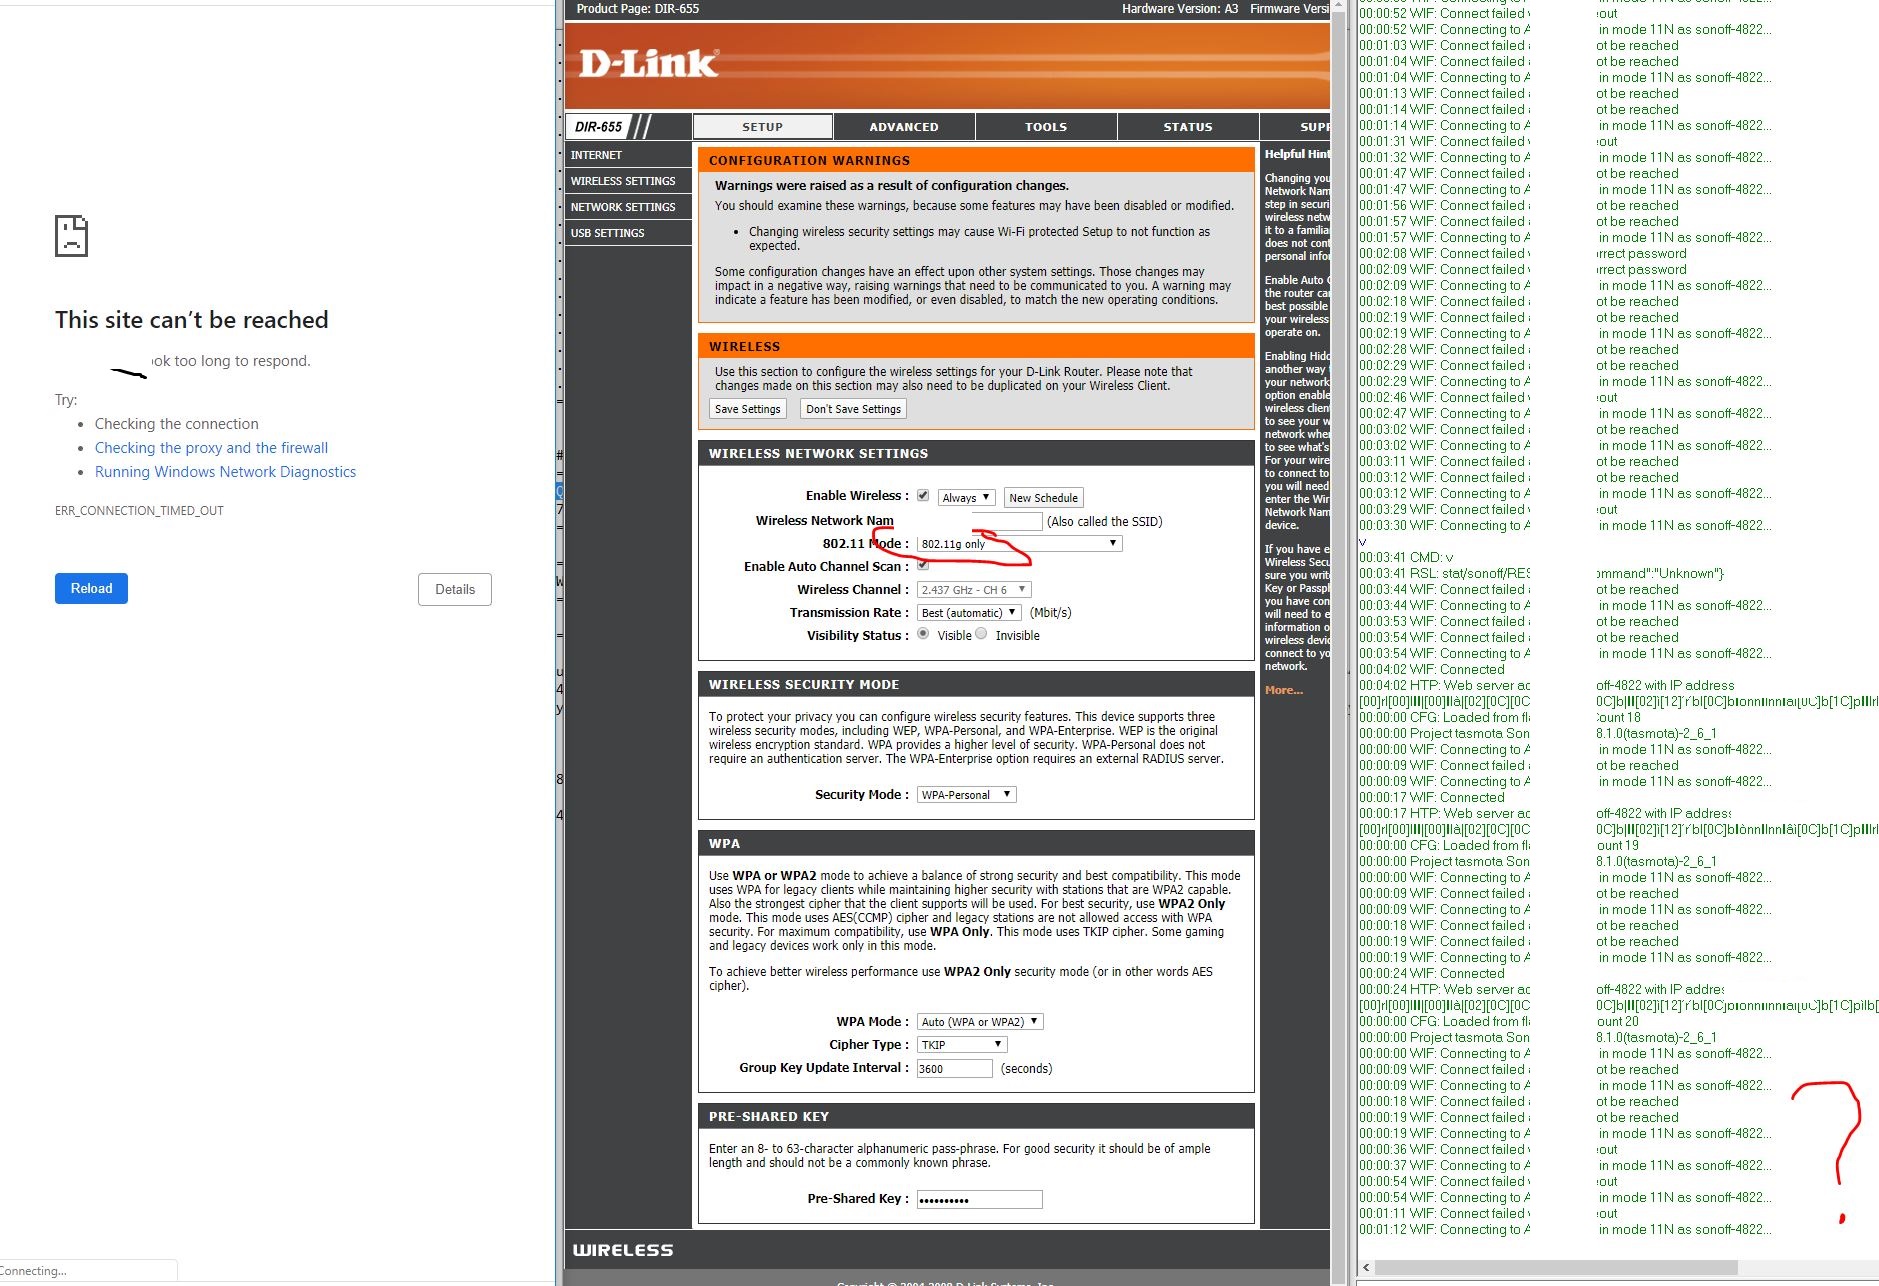 This site can’t be reached
ok too long to respond.
Try:
• Checking the connection
• Checking the proxy and the firewall
• Running Windows Network Diagnostics
ERR_CONNECTION_TIMED_OUT
Reload
Details
Connecting...
Product Page: DIR-655
Hardware Version: A3 Firmware Versi
D-Link
DIR-655
SETUP
ADVANCED
TOOLS
STATUS
SUPP
INTERNET
WIRELESS SETTINGS
NETWORK SETTINGS
USB SETTINGS
CONFIGURATION WARNINGS
Warnings were raised as a result of configuration changes.
You should examine these warnings, because some features may have been disabled or modified.
• Changing wireless security settings may cause Wi-Fi protected Setup to not function as
expected.
Some configuration changes have an effect upon other system settings. Those changes may
impact in a negative way, raising warnings that need to be communicated to you. A warning may
indicate a feature has been modified, or even disabled, to match the new operating conditions.
WIRELESS
Use this section to configure the wireless settings for your D-Link Router. Please note that
changes made on this section may also need to be duplicated on your Wireless Client.
Save Settings
Don't Save Settings
WIRELESS NETWORK SETTINGS
Enable Wireless : Always New Schedule
Wireless Network Nam (Also called the SSID)
802.11 Mode : 802.11g only
Enable Auto Channel Scan :
Wireless Channel : 2.437 GHz - CH 6
Transmission Rate : Best (automatic) (Mbit/s)
Visibility Status : Visible Invisible
WIRELESS SECURITY MODE
To protect your privacy you can configure wireless security features. This device supports three
wireless security modes, including WEP, WPA-Personal, and WPA-Enterprise. WEP is the original
wireless encryption standard. WPA provides a higher level of security. WPA-Personal does not
require an authentication server. The WPA-Enterprise option requires an external RADIUS server.
Security Mode : WPA-Personal
WPA
Use WPA or WPA2 mode to achieve a balance of strong security and best compatibility. This mode
uses WPA for legacy clients while maintaining higher security with stations that are WPA2 capable.
Also the strongest cipher that the client supports will be used. For best security, use WPA2 Only
mode. This mode uses AES(CCMP) cipher and legacy stations are not allowed access with WPA
security. For maximum compatibility, use WPA Only. This mode uses TKIP cipher. Some gaming
and legacy devices work only in this mode.
To achieve better wireless performance use WPA2 Only security mode (or in other words AES
cipher).
WPA Mode : Auto (WPA or WPA2)
Cipher Type : TKIP
Group Key Update Interval : 3600 (seconds)
PRE-SHARED KEY
Enter an 8- to 63-character alphanumeric pass-phrase. For good security it should be of ample
length and should not be a commonly known phrase.
Pre-Shared Key : ••••••••••
WIRELESS
Helpful Hint
Changing you
Network Nam
step in securi
wireless netw
it to a familia
does not cont
personal infor
Enable Auto C
the router can
best possible
your wireless
operate on.
Enabling Hidd
another way t
your network
option enable
wireless client
to see your w
network when
to see what's
For your wire
to connect to
you will need
enter the Wir
Network Nam
device.
If you have e
Wireless Secu
sure you writ
Key or Passph
you have con
will need to e
information o
wireless devic
connect to yo
network.
More...
00:00:52 WIF: Connect failed eout
00:00:52 WIF: Connecting to A in mode 11N as sonoff-4822...
00:01:03 WIF: Connect failed ot be reached
00:01:04 WIF: Connect failed ot be reached
00:01:04 WIF: Connecting to A in mode 11N as sonoff-4822...
00:01:13 WIF: Connect failed ot be reached
00:01:14 WIF: Connect failed ot be reached
00:01:14 WIF: Connecting to A in mode 11N as sonoff-4822...
00:01:31 WIF: Connect failed eout
00:01:32 WIF: Connecting to A in mode 11N as sonoff-4822...
00:01:47 WIF: Connect failed ot be reached
00:01:47 WIF: Connecting to A in mode 11N as sonoff-4822...
00:01:56 WIF: Connect failed ot be reached
00:01:57 WIF: Connect failed ot be reached
00:01:57 WIF: Connecting to A in mode 11N as sonoff-4822...
00:02:08 WIF: Connect failed rrect password
00:02:09 WIF: Connect failed rrect password
00:02:09 WIF: Connecting to A in mode 11N as sonoff-4822...
00:02:18 WIF: Connect failed ot be reached
00:02:19 WIF: Connect failed ot be reached
00:02:19 WIF: Connecting to A in mode 11N as sonoff-4822...
00:02:28 WIF: Connect failed ot be reached
00:02:29 WIF: Connect failed ot be reached
00:02:29 WIF: Connecting to A in mode 11N as sonoff-4822...
00:02:46 WIF: Connect failed eout
00:02:47 WIF: Connecting to A in mode 11N as sonoff-4822...
00:03:02 WIF: Connect failed ot be reached
00:03:02 WIF: Connecting to A in mode 11N as sonoff-4822...
00:03:11 WIF: Connect failed ot be reached
00:03:12 WIF: Connect failed ot be reached
00:03:12 WIF: Connecting to A in mode 11N as sonoff-4822...
00:03:29 WIF: Connect failed eout
00:03:30 WIF: Connecting to A in mode 11N as sonoff-4822...
v
00:03:41 CMD: v
00:03:41 RSL: stat/sonoff/RES ommand":"Unknown"}
00:03:44 WIF: Connect failed ot be reached
00:03:44 WIF: Connecting to A in mode 11N as sonoff-4822...
00:03:53 WIF: Connect failed ot be reached
00:03:54 WIF: Connect failed ot be reached
00:03:54 WIF: Connecting to A in mode 11N as sonoff-4822...
00:04:02 WIF: Connected
00:04:02 HTP: Web server ac off-4822 with IP address
00:00:00 CFG: Loaded from fl ount 18
00:00:00 Project tasmota Son 8.1.0(tasmota)-2_6_1
00:00:00 WIF: Connecting to A in mode 11N as sonoff-4822...
00:00:09 WIF: Connect failed ot be reached
00:00:09 WIF: Connecting to A in mode 11N as sonoff-4822...
00:00:17 WIF: Connected
00:00:17 HTP: Web server ac off-4822 with IP address
00:00:00 CFG: Loaded from fl ount 19
00:00:00 Project tasmota Son 8.1.0(tasmota)-2_6_1
00:00:00 WIF: Connecting to A in mode 11N as sonoff-4822...
00:00:09 WIF: Connect failed ot be reached
00:00:09 WIF: Connecting to A in mode 11N as sonoff-4822...
00:00:18 WIF: Connect failed ot be reached
00:00:19 WIF: Connect failed ot be reached
00:00:19 WIF: Connecting to A in mode 11N as sonoff-4822...
00:00:24 WIF: Connected
00:00:24 HTP: Web server ac off-4822 with IP addres
00:00:00 CFG: Loaded from fl ount 20
00:00:00 Project tasmota Son 8.1.0(tasmota)-2_6_1
00:00:00 WIF: Connecting to A in mode 11N as sonoff-4822...
00:00:09 WIF: Connect failed ot be reached
00:00:09 WIF: Connecting to A in mode 11N as sonoff-4822...
00:00:18 WIF: Connect failed ot be reached
00:00:19 WIF: Connect failed ot be reached
00:00:19 WIF: Connecting to A in mode 11N as sonoff-4822...
00:00:36 WIF: Connect failed eout
00:00:37 WIF: Connecting to A in mode 11N as sonoff-4822...
00:00:54 WIF: Connect failed eout
00:00:54 WIF: Connecting to A in mode 11N as sonoff-4822...
00:01:11 WIF: Connect failed eout
00:01:12 WIF: Connecting to A in mode 11N as sonoff-4822...
?